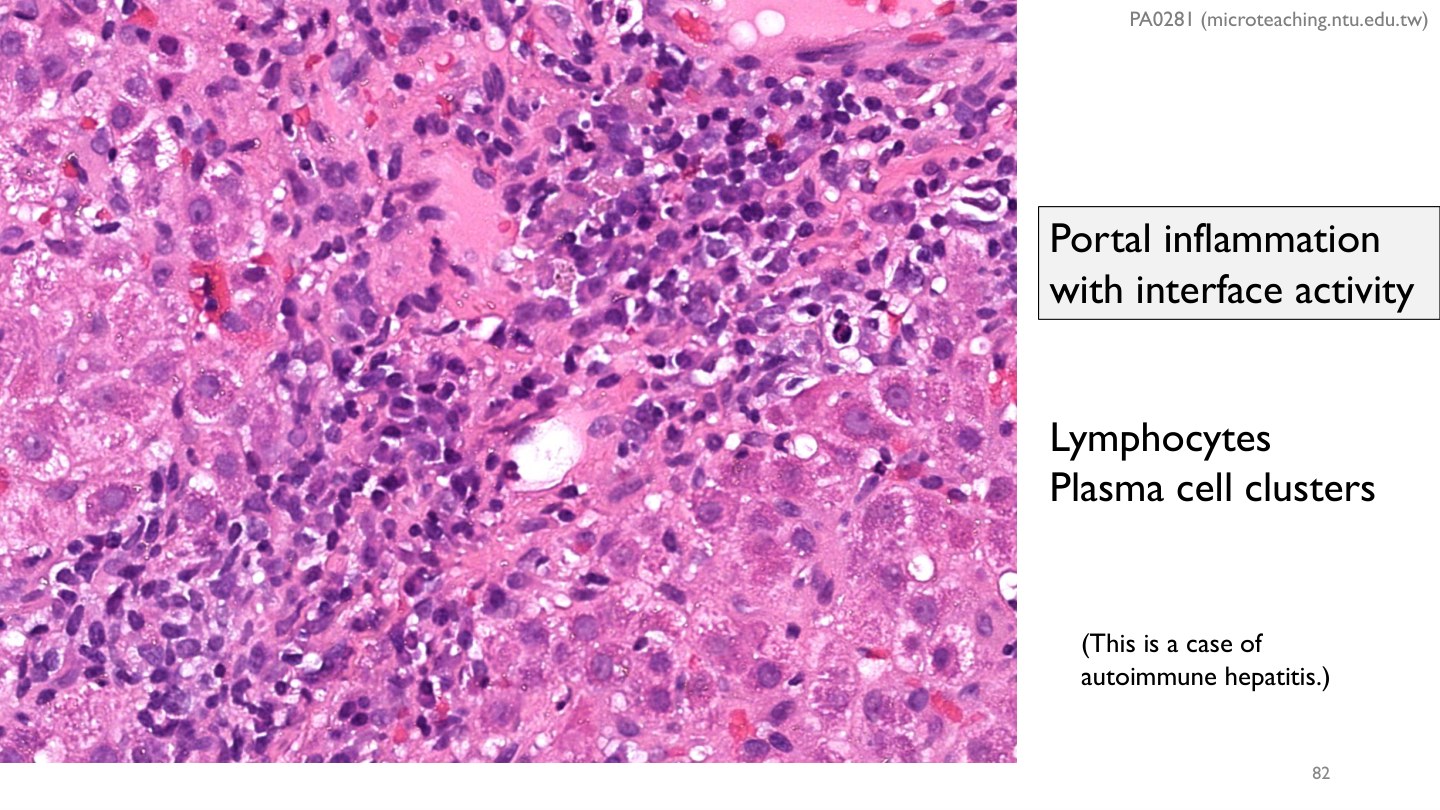 PA0281 (microteaching.ntu.edu.tw)
Portal inflammation
with interface activity
Lymphocytes
Plasma cell clusters
(This is a case of
autoimmune hepatitis.)
82